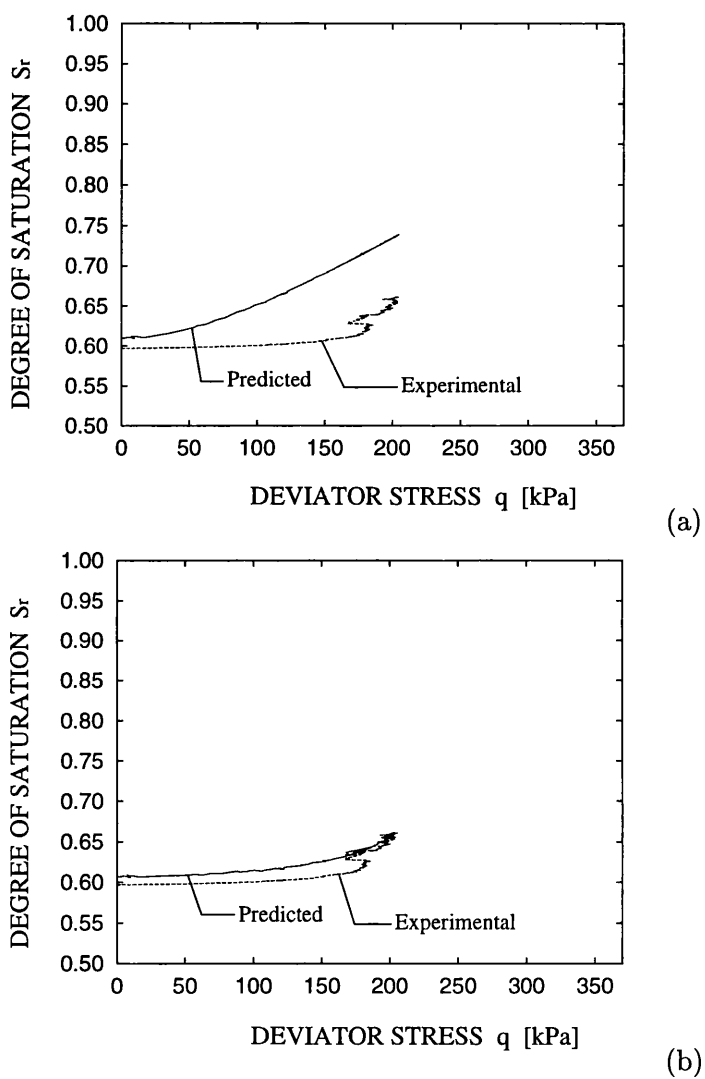 1.00
0.95
0.90
0.85
0.80
0.75
0.70
0.65
0.60
0.55
0.50
DEGREE OF SATURATION Sr
Predicted
Experimental
0 50 100 150 200 250 300 350
DEVIATOR STRESS q [kPa]
(a)
1.00
0.95
0.90
0.85
0.80
0.75
0.70
0.65
0.60
0.55
0.50
DEGREE OF SATURATION Sr
Predicted
Experimental
0 50 100 150 200 250 300 350
DEVIATOR STRESS q [kPa]
(b)